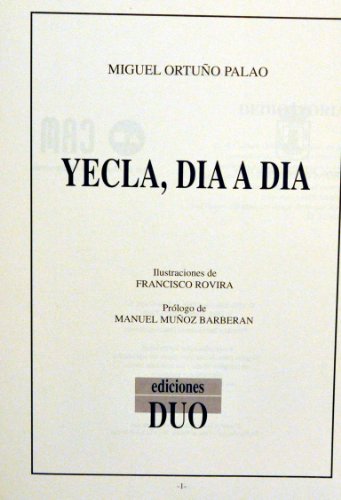 MIGUEL ORTUÑO PALAO
YECLA, DIA A DIA
Ilustraciones de
FRANCISCO ROVIRA
Prólogo de
MANUEL MUÑOZ BARBERAN
ediciones
DUO
-1-